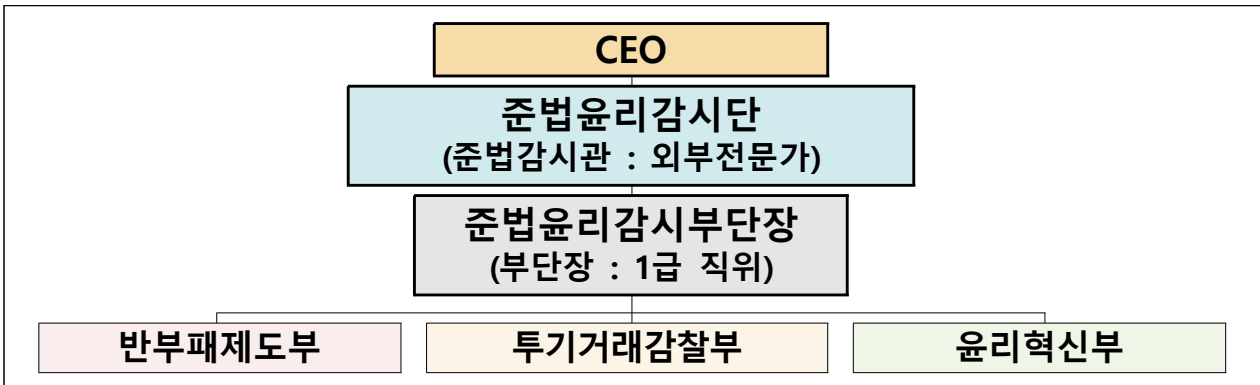 CEO
준법윤리감시단
(준법감시관 : 외부전문가)
준법윤리감시부단장
(부단장 : 1급 직위)
반부패제도부
투기거래감찰부
윤리혁신부